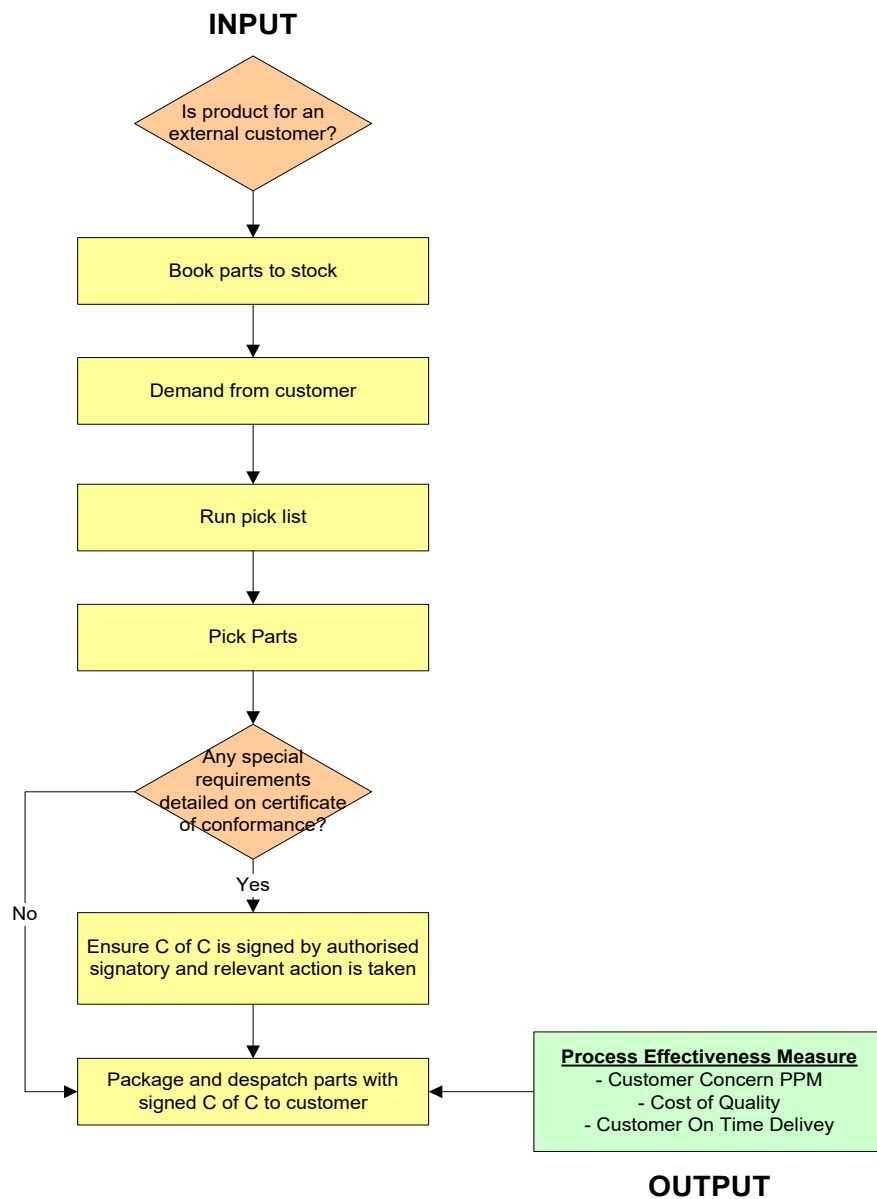 INPUT
Is product for an
external customer?
Book parts to stock
Demand from customer
Run pick list
Pick Parts
Any special
requirements
detailed on certificate
of conformance?
Yes
No
Ensure C of C is signed by authorised
signatory and relevant action is taken
Package and despatch parts with
signed C of C to customer
Process Effectiveness Measure
- Customer Concern PPM
- Cost of Quality
- Customer On Time Delivey
OUTPUT